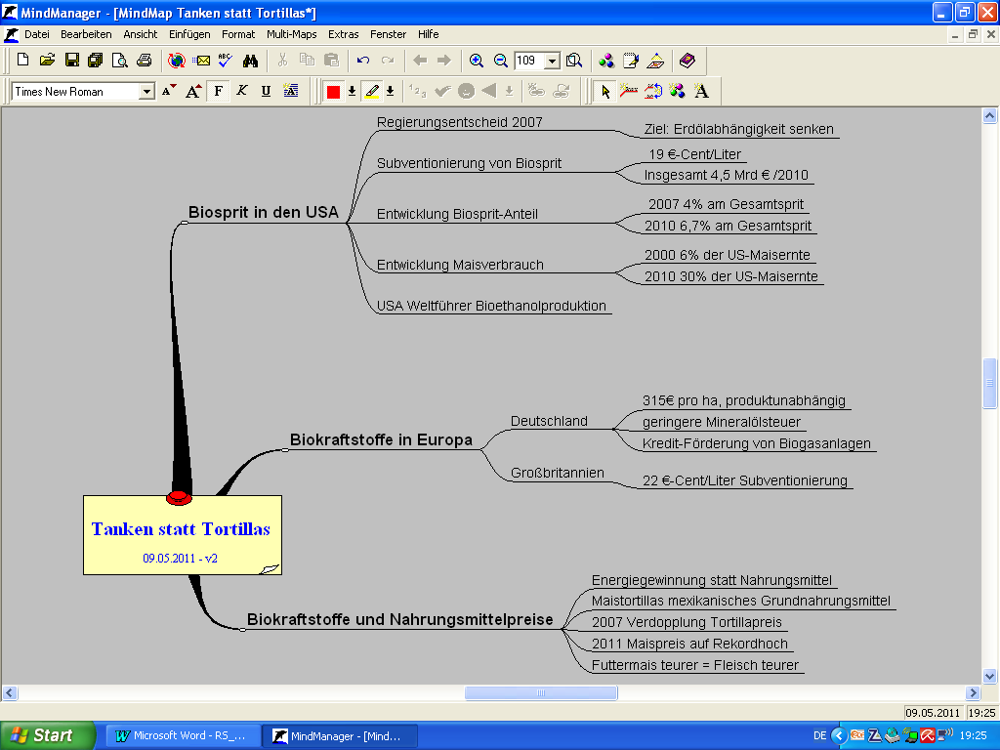 MindManager - [MindMap Tanken statt Tortillas*]
Datei Bearbeiten Ansicht Einfügen Format Multi-Maps Extras Fenster Hilfe
ABC
109
Times New Roman
A A F K U A
1 2 3
A
Regierungsentscheid 2007
Ziel: Erdölabhängigkeit senken
Subventionierung von Biosprit
19 €-Cent/Liter
Insgesamt 4,5 Mrd € /2010
Biosprit in den USA
Entwicklung Biosprit-Anteil
2007 4% am Gesamtsprit
2010 6,7% am Gesamtsprit
Entwicklung Maisverbrauch
2000 6% der US-Maisernte
2010 30% der US-Maisernte
USA Weltführer Bioethanolproduktion
Biokraftstoffe in Europa
Deutschland
315€ pro ha, produktunabhängig
geringere Mineralölsteuer
Kredit-Förderung von Biogasanlagen
Großbritannien
22 €-Cent/Liter Subventionierung
Tanken statt Tortillas
09.05.2011 - v2
Biokraftstoffe und Nahrungsmittelpreise
Energiegewinnung statt Nahrungsmittel
Maistortillas mexikanisches Grundnahrungsmittel
2007 Verdopplung Tortillapreis
2011 Maispreis auf Rekordhoch
Futtermais teurer = Fleisch teurer
09.05.2011 19:25
Start
Microsoft Word - RS_...
MindManager - [Mind...
DE
19:25